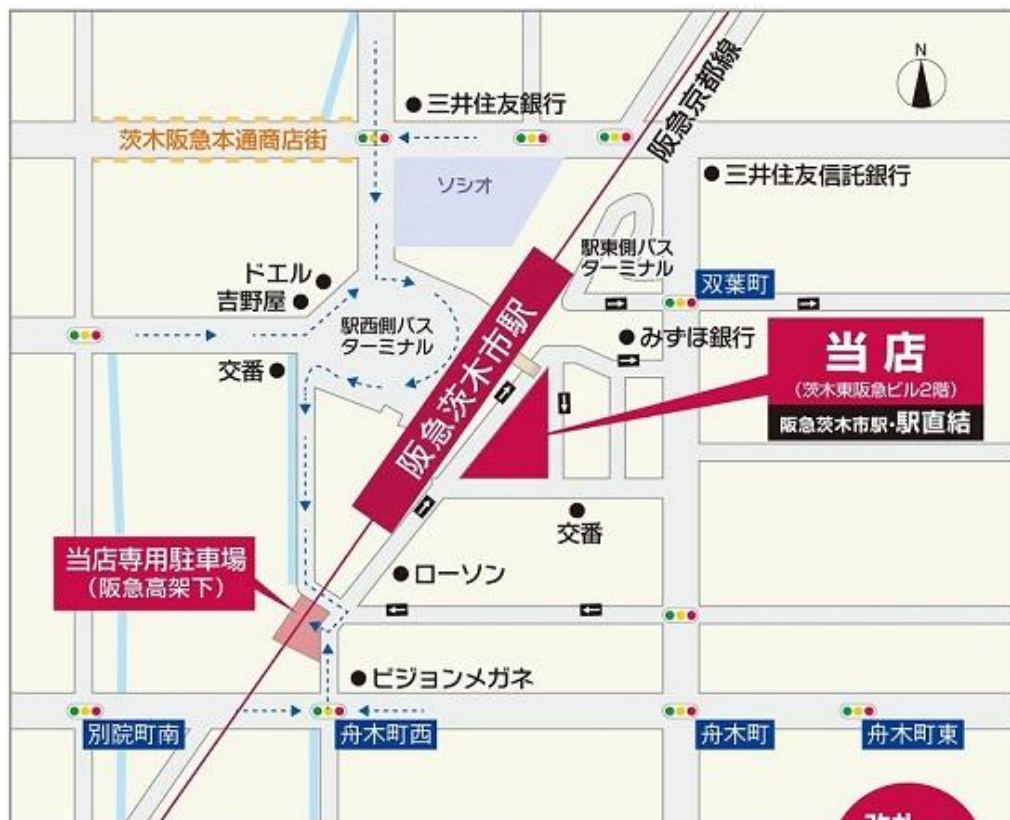 阪急京都線
N
三井住友銀行
茨木阪急本通商店街
三井住友信託銀行
ソシオ
駅東側バス
ターミナル
ドエル
吉野屋
双葉町
駅西側バス
ターミナル
みずほ銀行
交番
当店
(茨木東阪急ビル2階)
阪急茨木市駅・駅直結
阪急茨木市駅
交番
当店専用駐車場
(阪急高架下)
ローソン
ビジョンメガネ
別院町南
舟木町西
舟木町
舟木町東